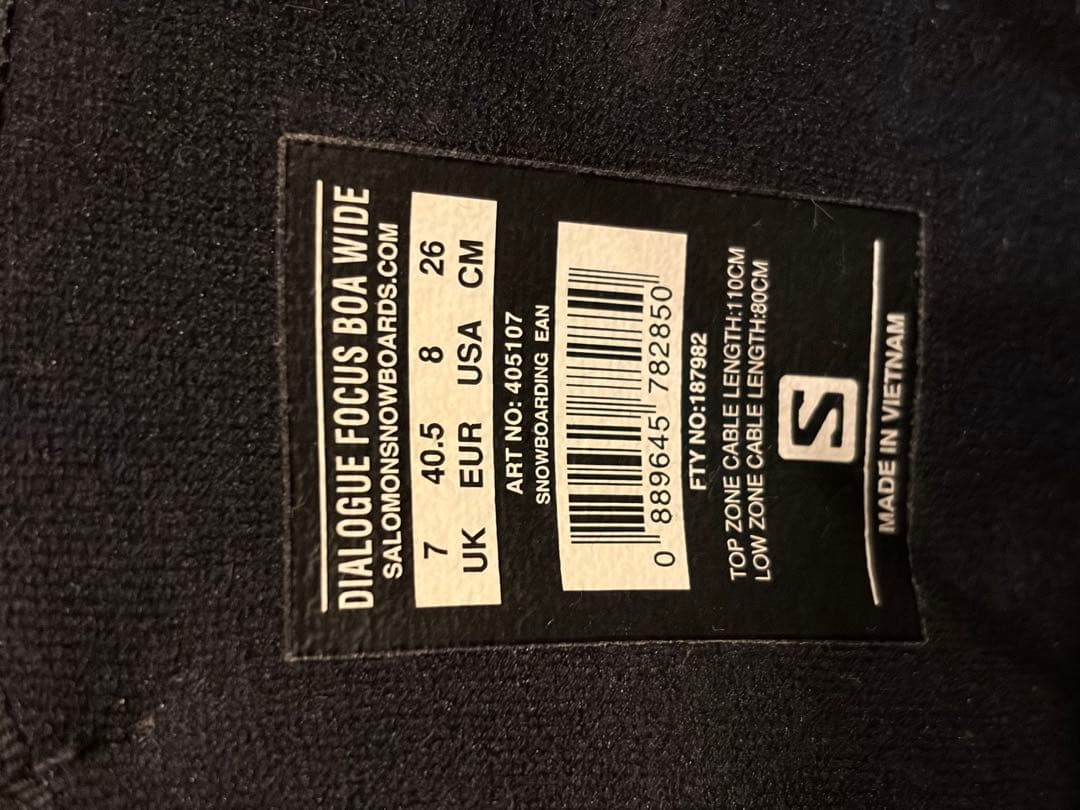 DIALOGUE FOCUS BOA WIDE
SALOMONSNOWBOARDS.COM
7 40.5 8 26
UK EUR USA CM
ART NO: 405107
SNOWBOARDING EAN
0 889645 782850
FTY NO:187982
TOP ZONE CABLE LENGTH:110CM
LOW ZONE CABLE LENGTH:80CM
S
MADE IN VIETNAM